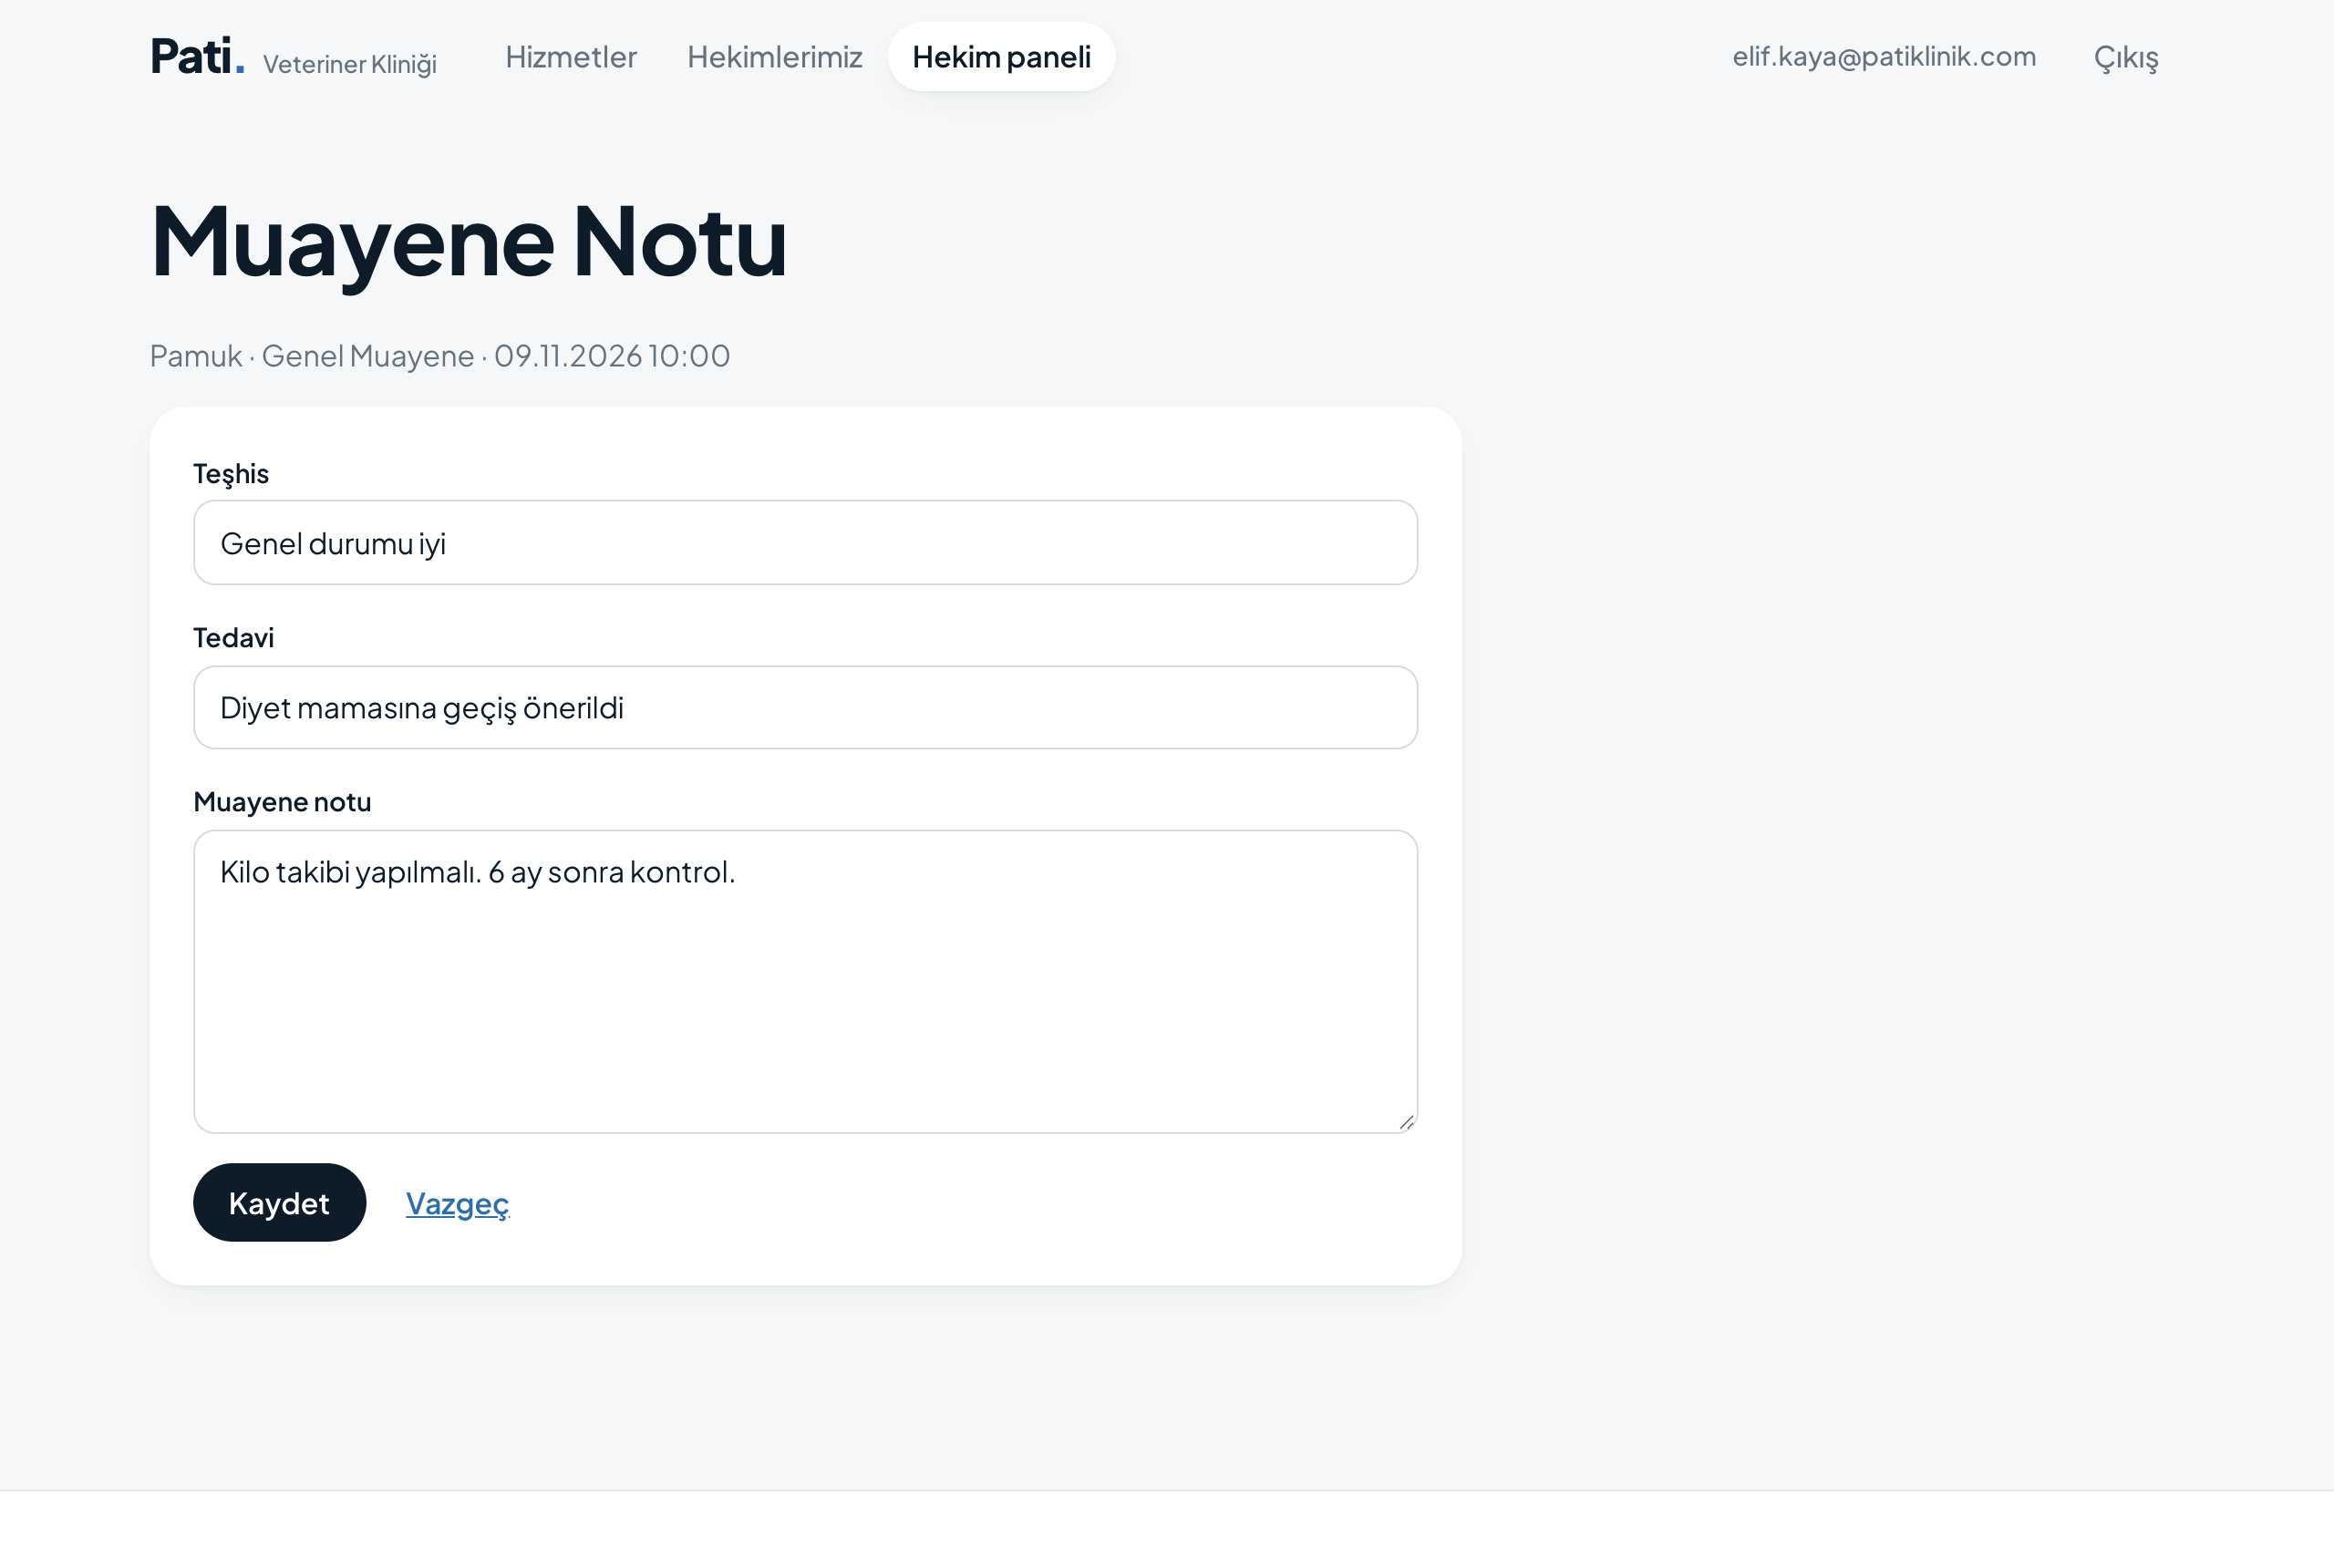 Pati. Veteriner Kliniği Hizmetler Hekimlerimiz Hekim paneli elif.kaya@patiklinik.com Çıkış
Muayene Notu
Pamuk · Genel Muayene · 09.11.2026 10:00
Teşhis
Genel durumu iyi
Tedavi
Diyet mamasına geçiş önerildi
Muayene notu
Kilo takibi yapılmalı. 6 ay sonra kontrol.
Kaydet Vazgeç